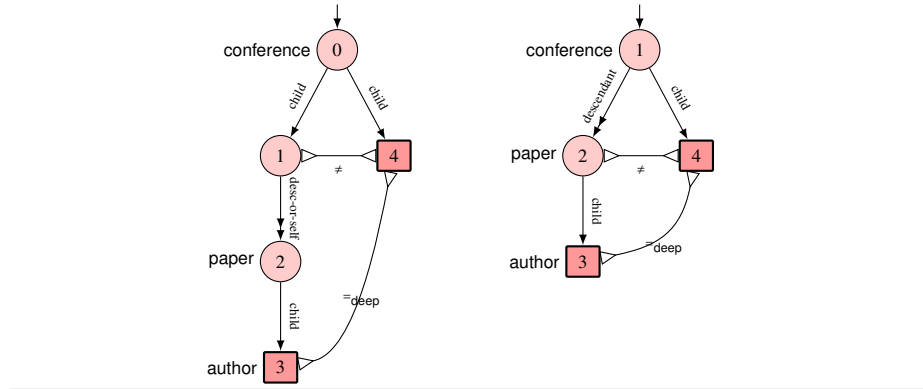 conference 0
child
child
1
≠
4
desc-or-self
paper 2
child
=deep
author 3
conference 1
descendant
child
paper 2
≠
4
child
=deep
author 3